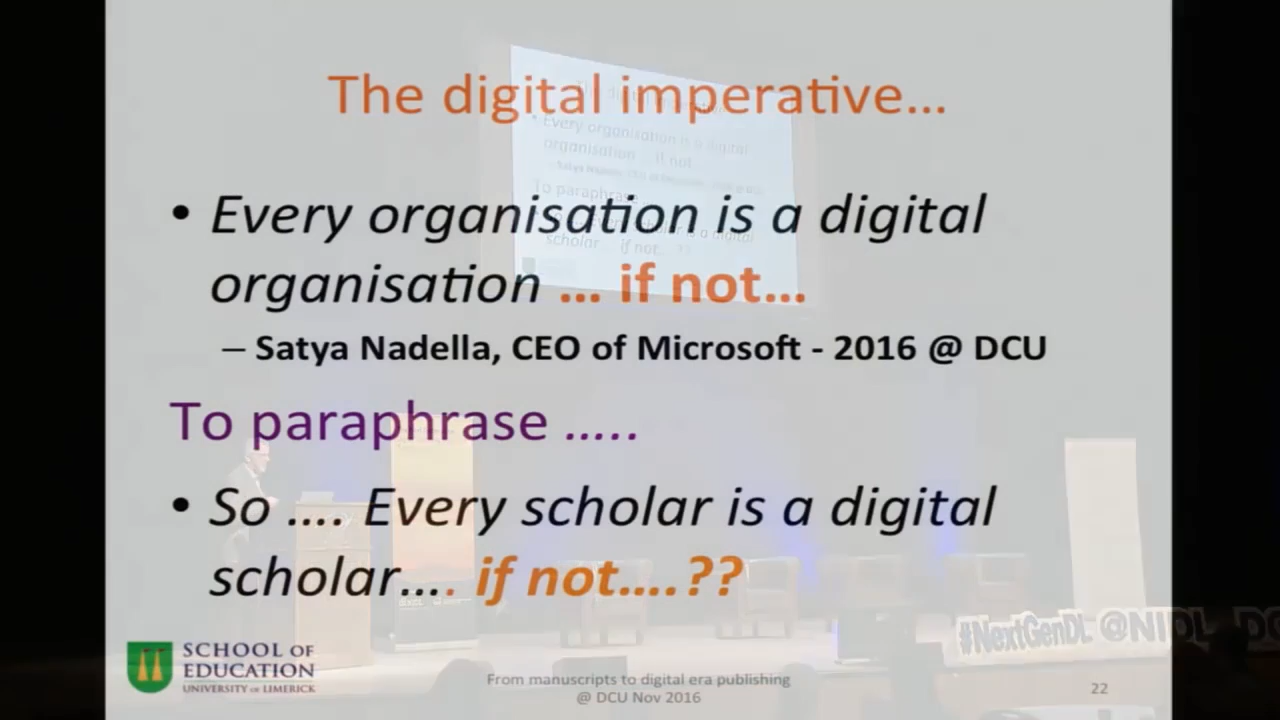 The digital imperative...
• Every organisation is a digital
organisation ... if not...
– Satya Nadella, CEO of Microsoft - 2016 @ DCU
To paraphrase .....
• So .... Every scholar is a digital
scholar.... if not....??
SCHOOL OF
EDUCATION
UNIVERSITY OF LIMERICK
From manuscripts to digital era publishing
@ DCU Nov 2016
22
#NextGenDL @NIDL_DC